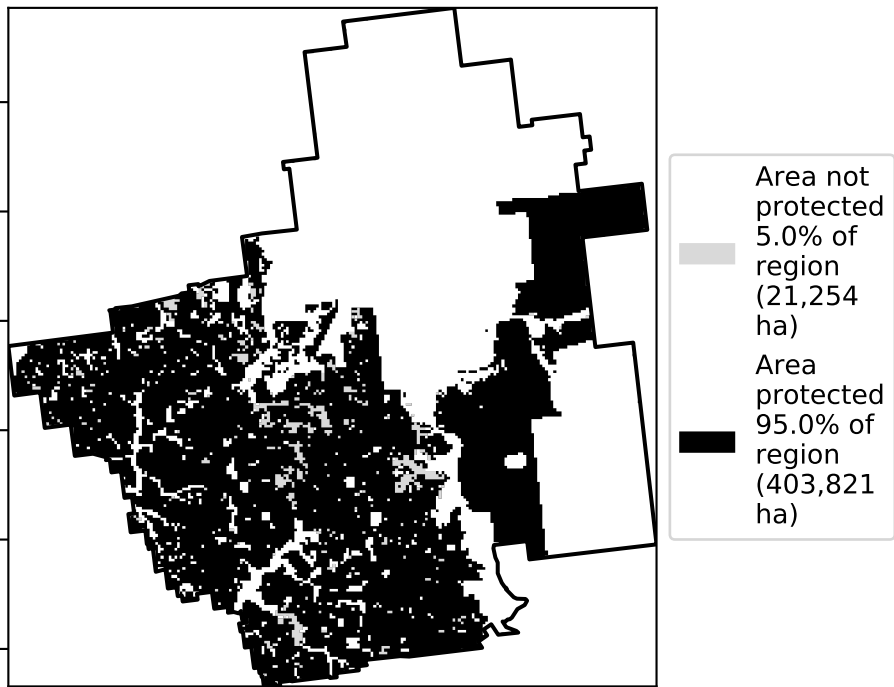 Area not
protected
5.0% of
region
(21,254
ha)
Area
protected
95.0% of
region
(403,821
ha)